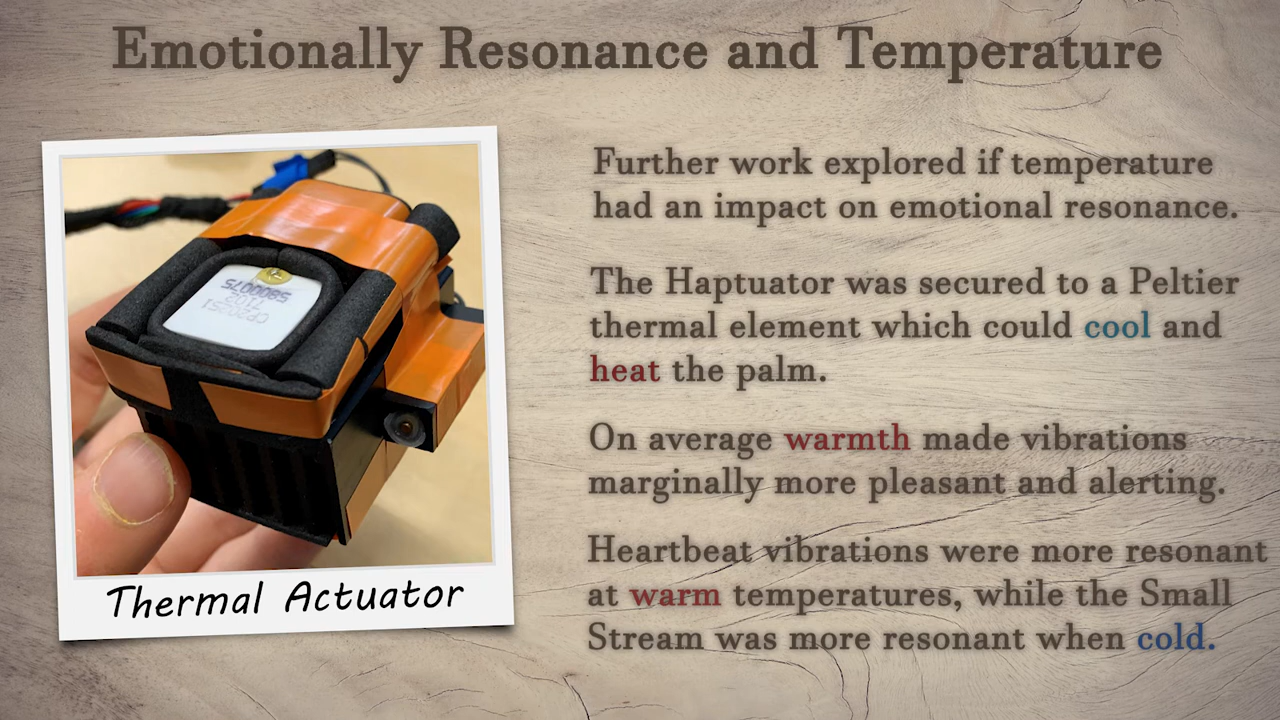 Emotionally Resonance and Temperature
Further work explored if temperature
had an impact on emotional resonance.
The Haptuator was secured to a Peltier
thermal element which could cool and
heat the palm.
On average warmth made vibrations
marginally more pleasant and alerting.
Heartbeat vibrations were more resonant
at warm temperatures, while the Small
Stream was more resonant when cold.
Thermal Actuator